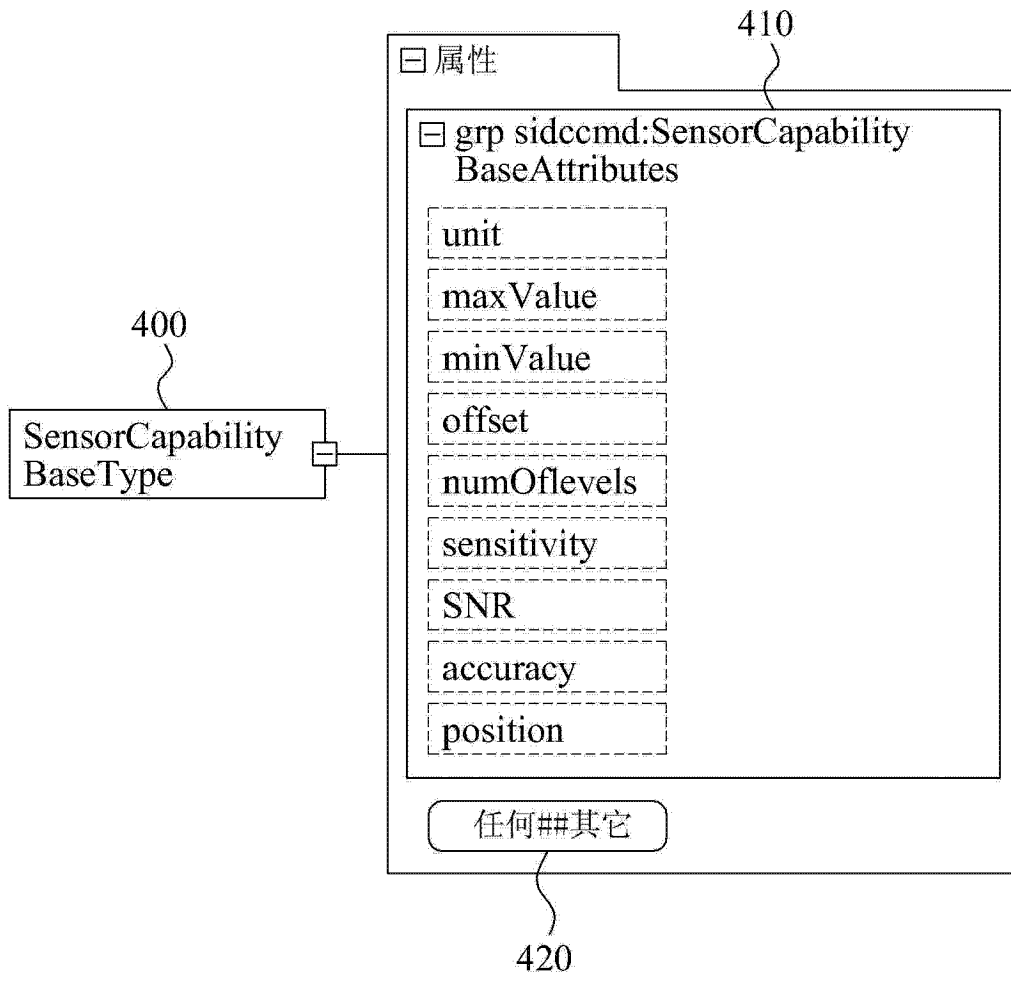 410
属性
grp sidccmd:SensorCapability
BaseAttributes
unit
maxValue
minValue
400
offset
SensorCapability
BaseType
numOflevels
sensitivity
SNR
accuracy
position
任何##其它
420